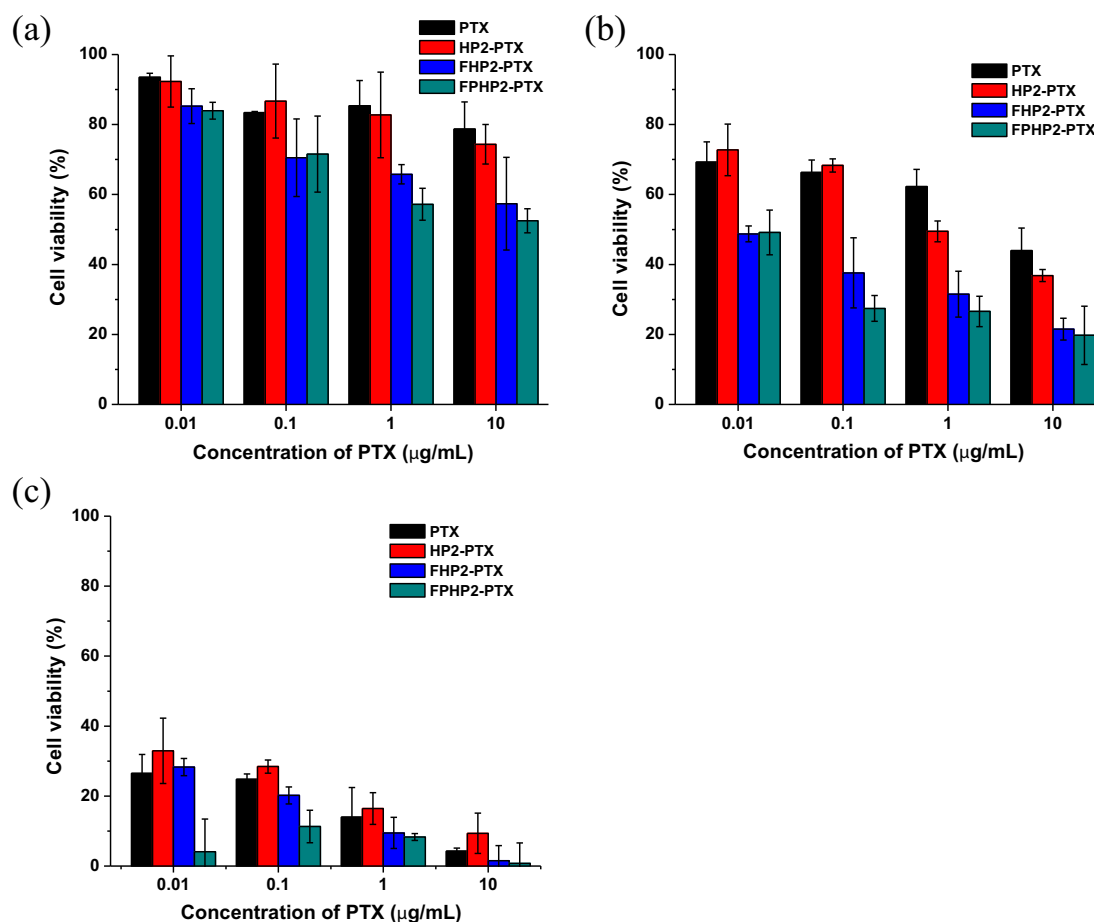 (a)
PTX
HP2-PTX
FHP2-PTX
FPHP2-PTX
100
80
60
40
20
0
Cell viability (%)
0.01 0.1 1 10
Concentration of PTX (μg/mL)
(b)
PTX
HP2-PTX
FHP2-PTX
FPHP2-PTX
100
80
60
40
20
0
Cell viability (%)
0.01 0.1 1 10
Concentration of PTX (μg/mL)
(c)
PTX
HP2-PTX
FHP2-PTX
FPHP2-PTX
100
80
60
40
20
0
Cell viability (%)
0.01 0.1 1 10
Concentration of PTX (μg/mL)